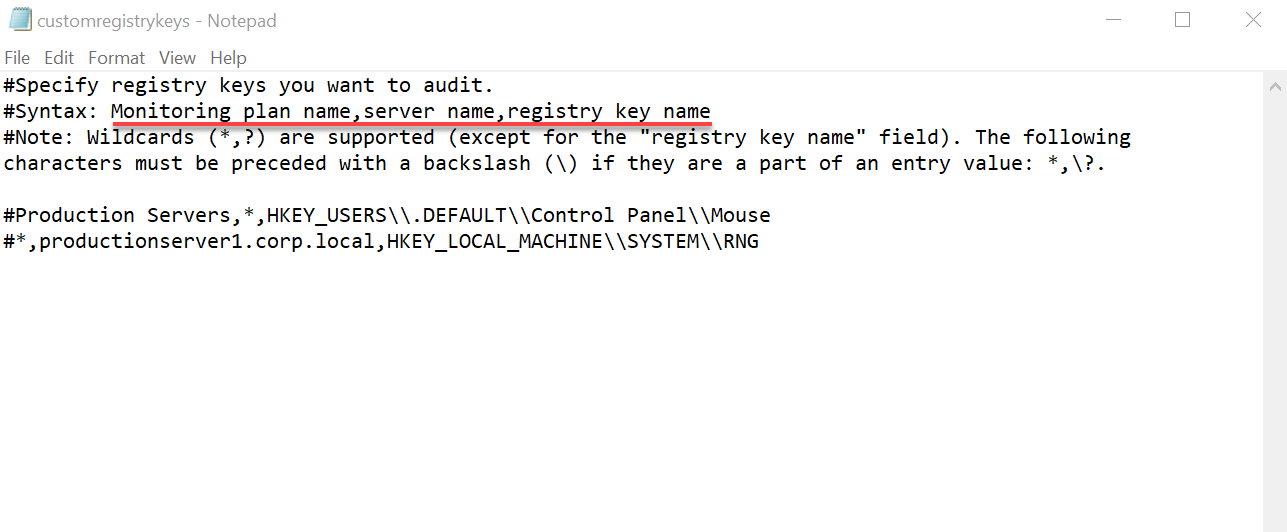 customregistrykeys - Notepad
File Edit Format View Help
#Specify registry keys you want to audit.
#Syntax: Monitoring plan name,server name,registry key name
#Note: Wildcards (*,?) are supported (except for the "registry key name" field). The following
characters must be preceded with a backslash (\) if they are a part of an entry value: *,\?.
#Production Servers,*,HKEY_USERS\\.DEFAULT\\Control Panel\\Mouse
#*,productionserver1.corp.local,HKEY_LOCAL_MACHINE\\SYSTEM\\RNG